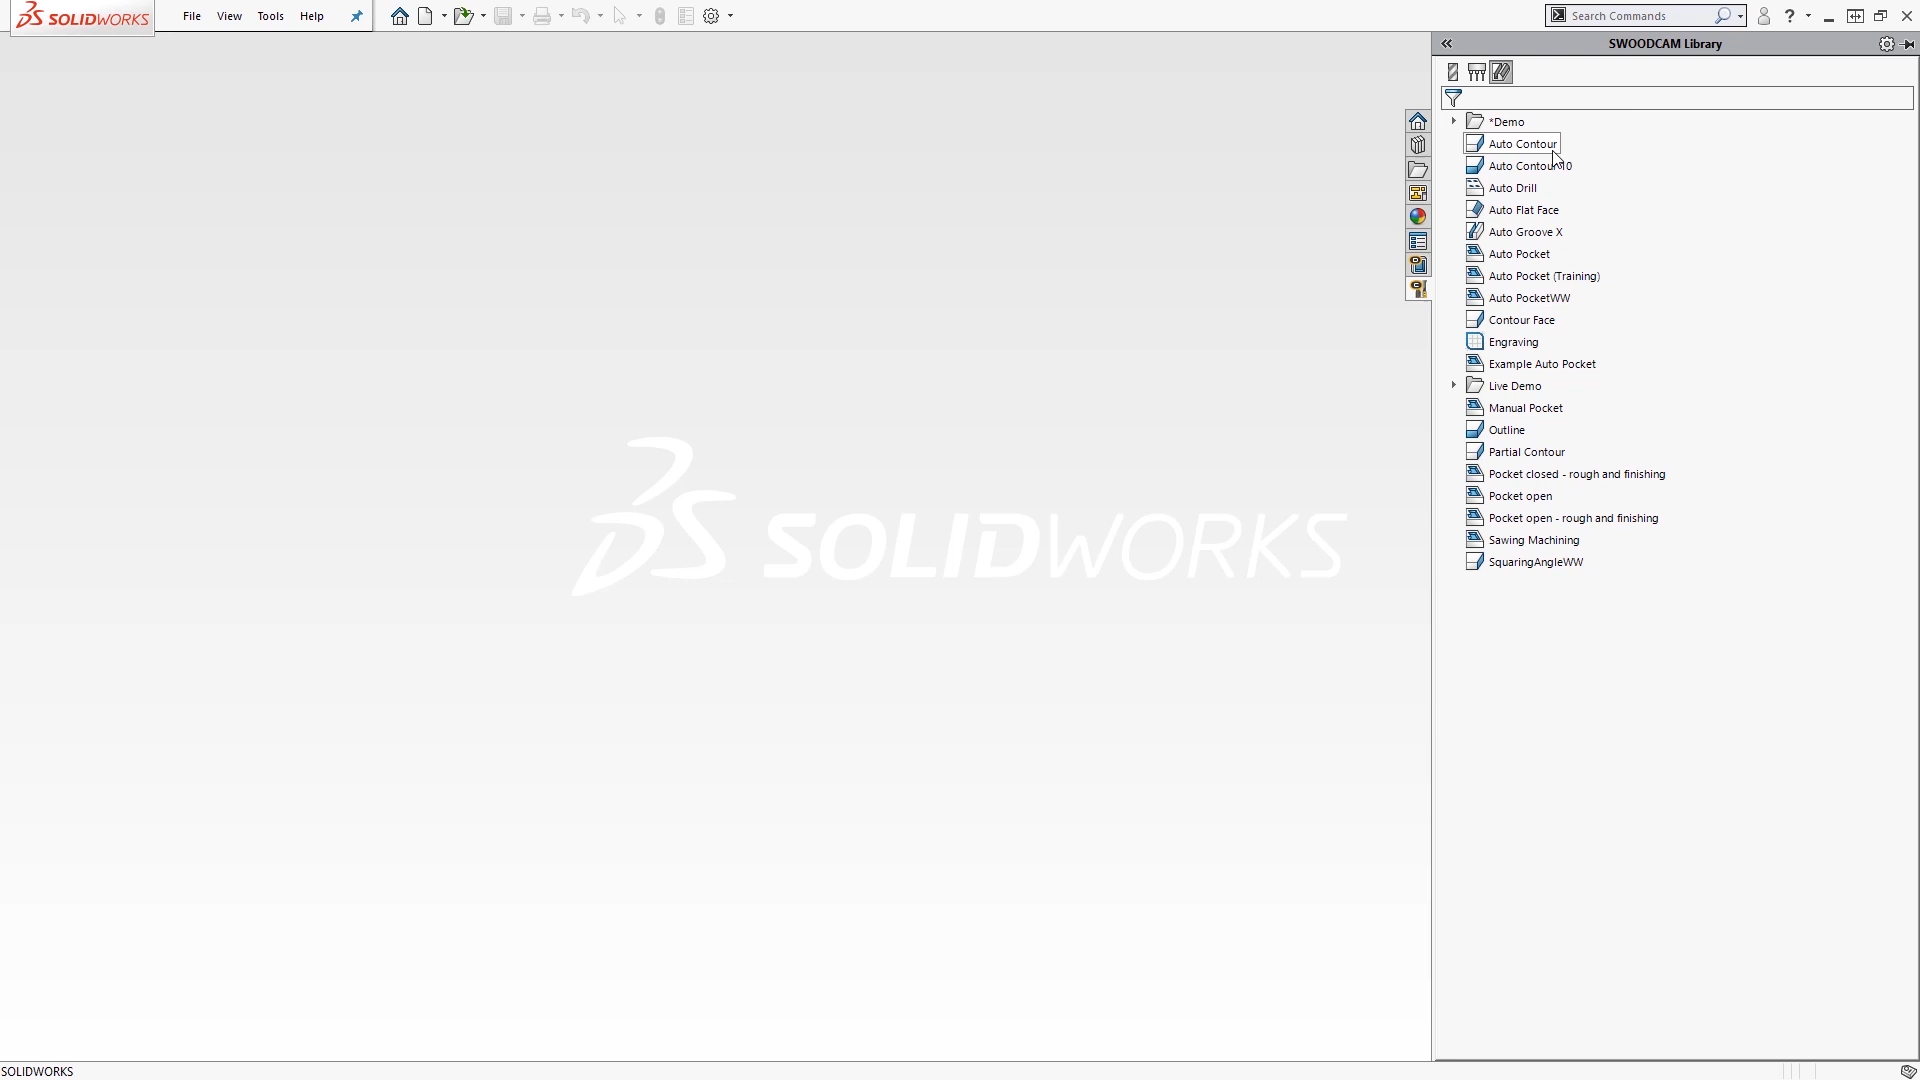 SOLIDWORKS File View Tools Help Search Commands ?
SWOODCAM Library
*Demo
Auto Contour
Auto Contour 10
Auto Drill
Auto Flat Face
Auto Groove X
Auto Pocket
Auto Pocket (Training)
Auto PocketWW
Contour Face
Engraving
Example Auto Pocket
Live Demo
Manual Pocket
Outline
Partial Contour
Pocket closed - rough and finishing
Pocket open
Pocket open - rough and finishing
Sawing Machining
SquaringAngleWW
SOLIDWORKS
SOLIDWORKS